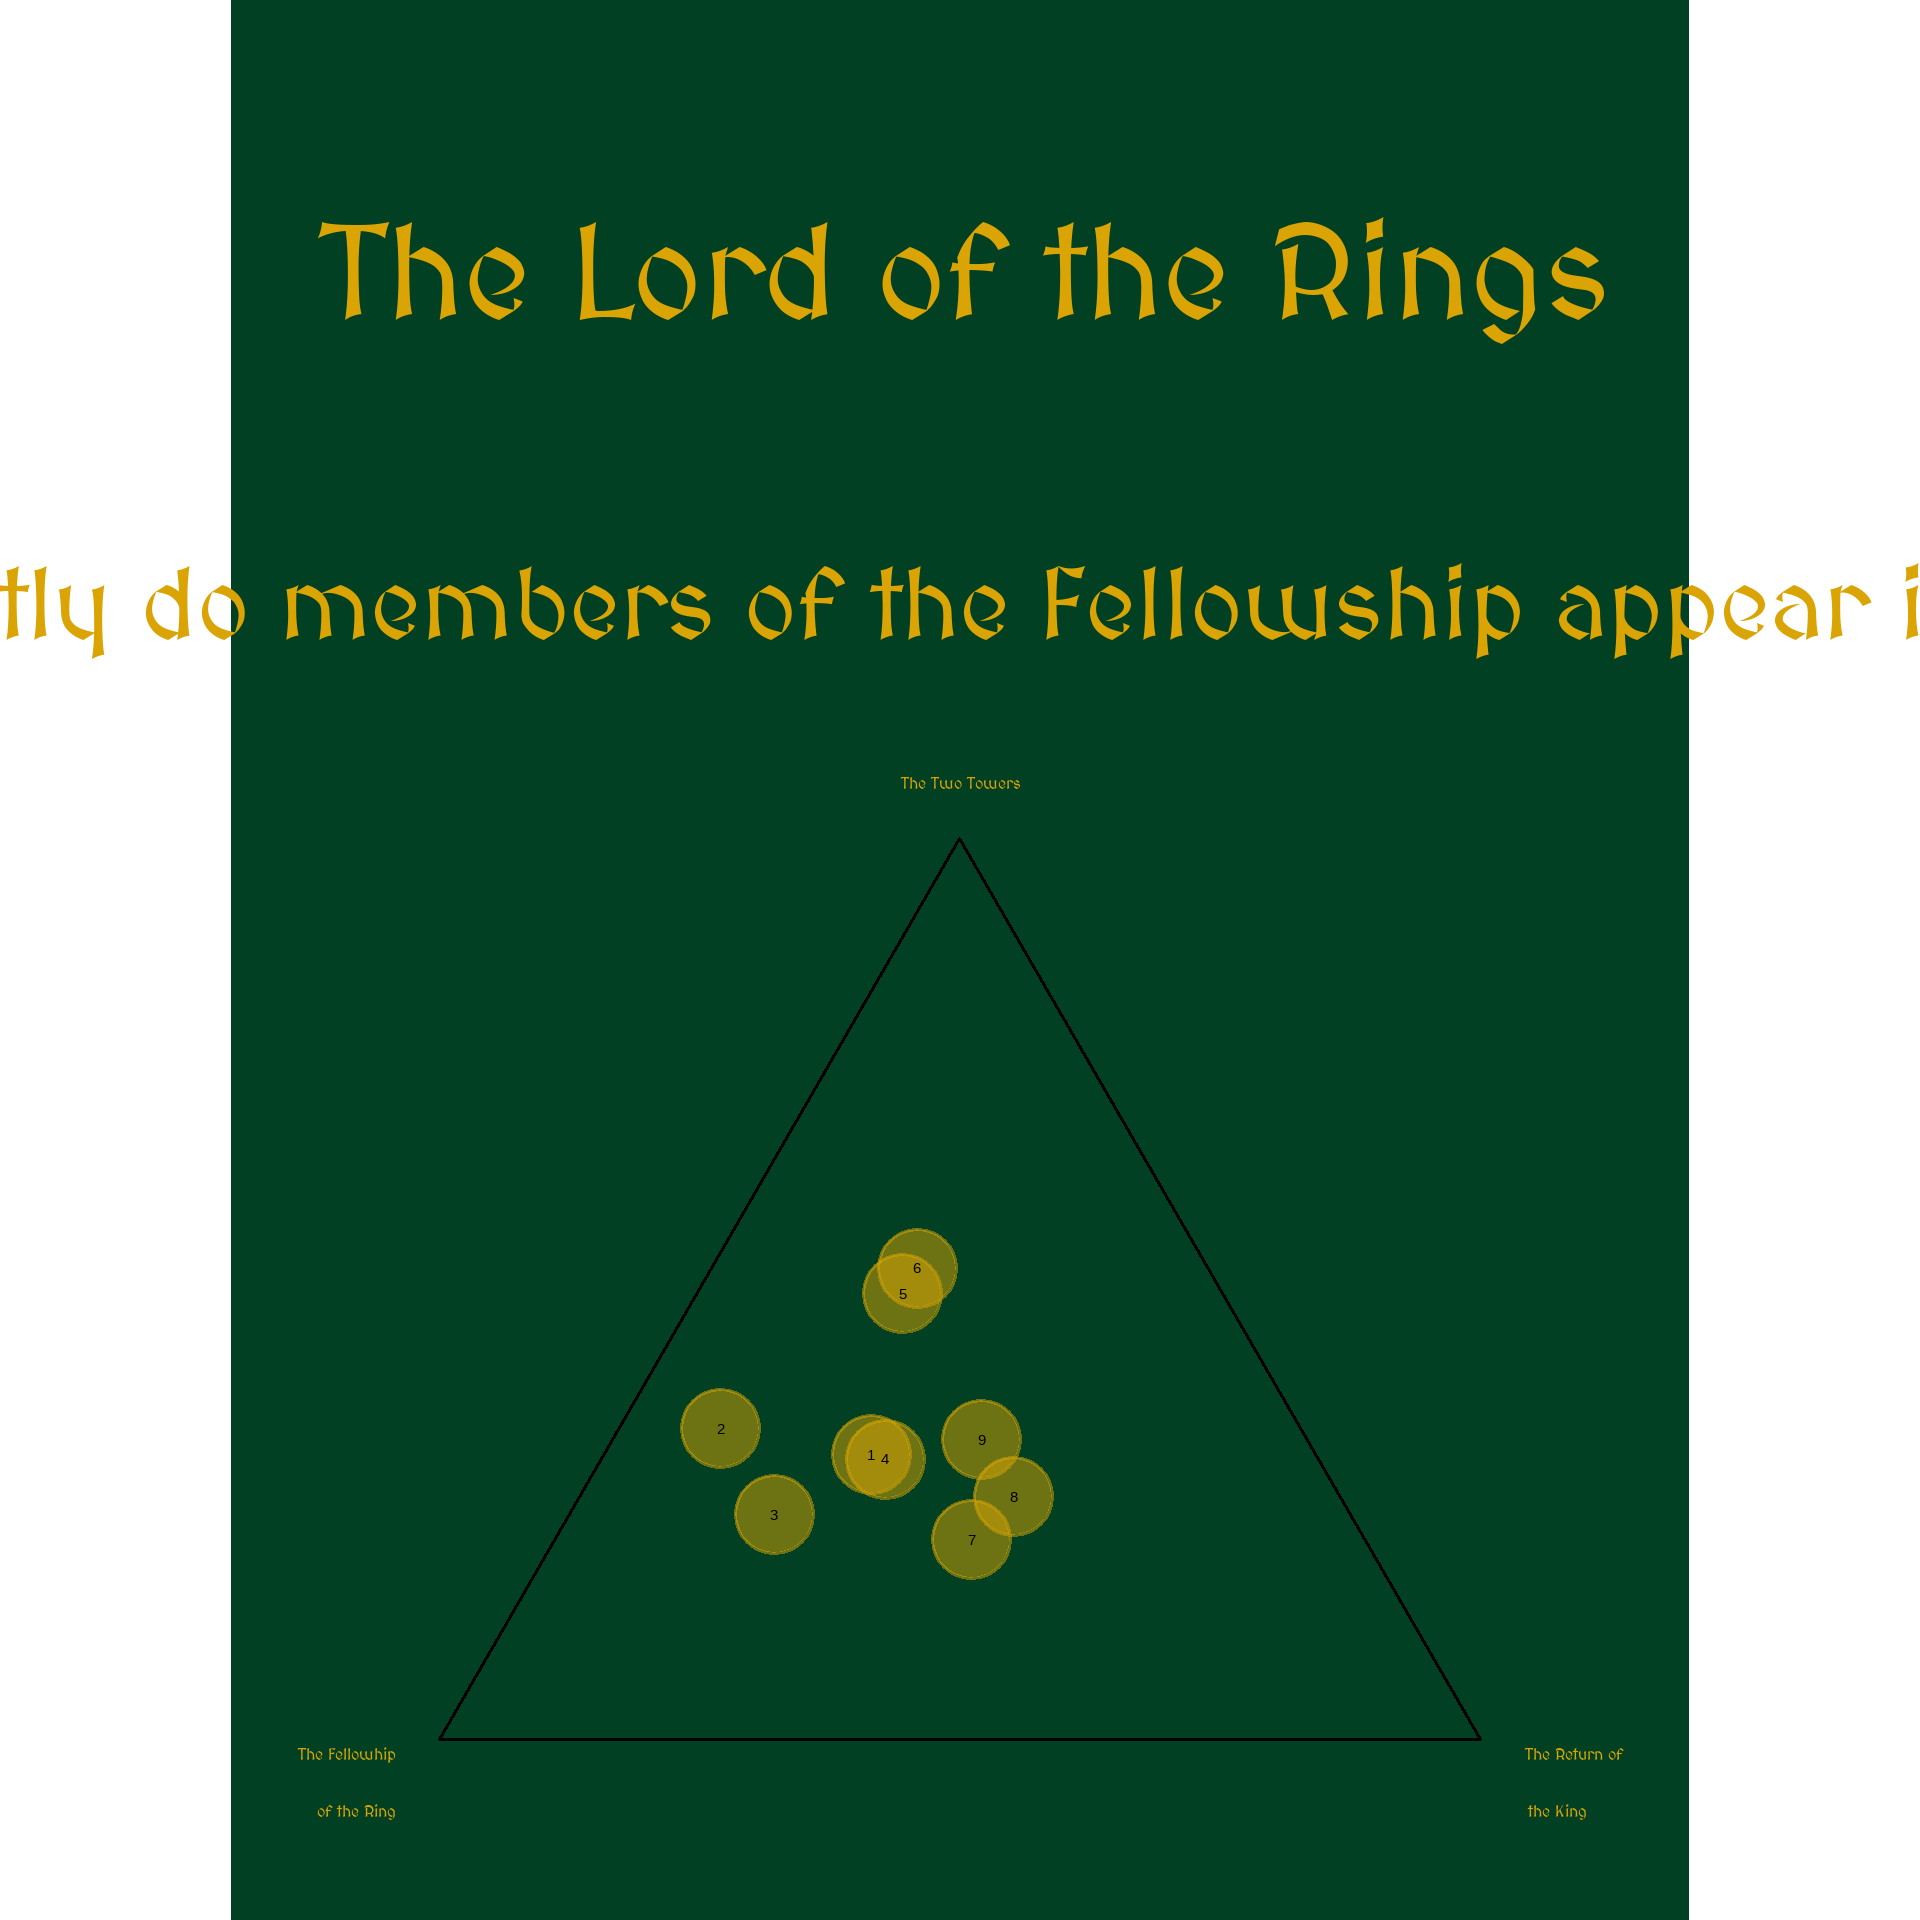 The Lord of the Rings
tly do members of the Fellowship appear i
The Two Towers
6
5
2
1 4
9
3
8
7
The Fellowhip
of the Ring
The Return of
the King